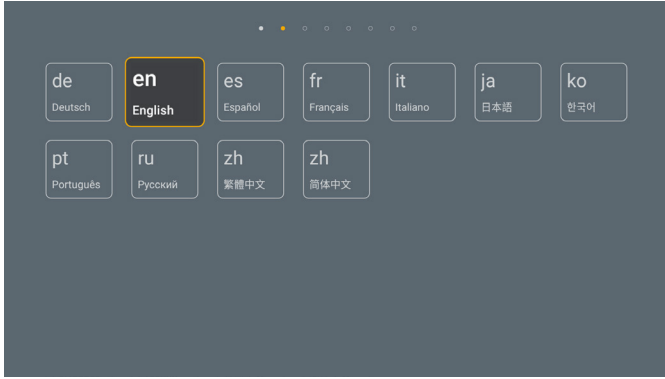 de
Deutsch
en
English
es
Español
fr
Français
it
Italiano
ja
日本語
ko
한국어
pt
Português
ru
Русский
zh
繁體中文
zh
简体中文